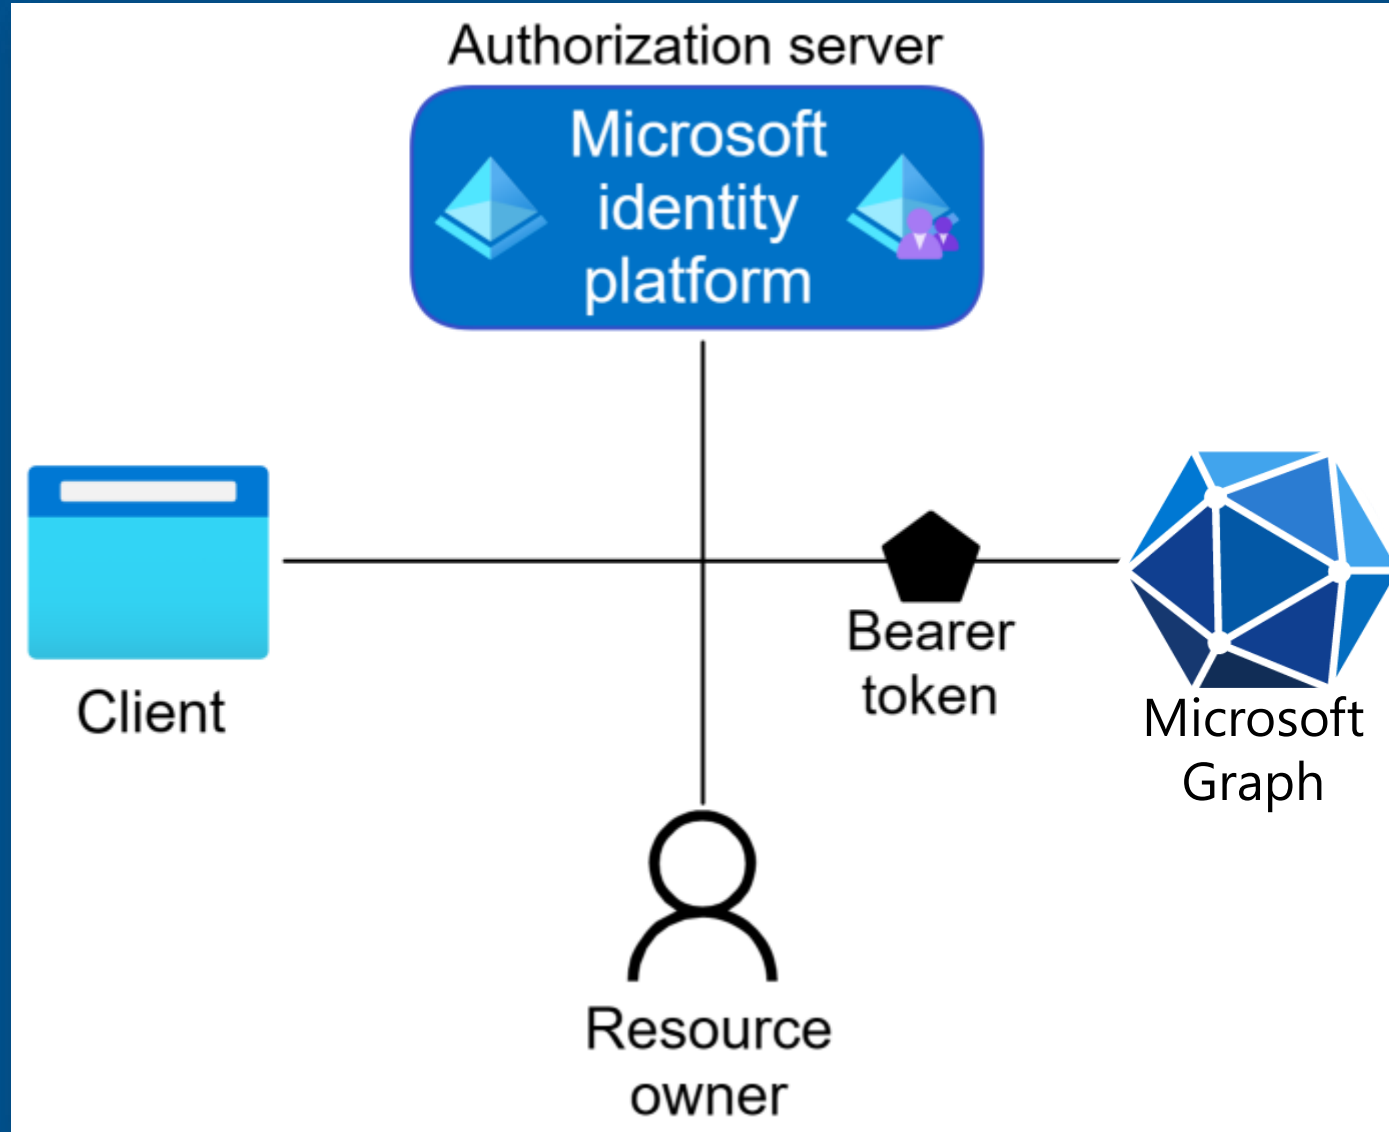 Authorization server
Microsoft
identity
platform
Client
Bearer
token
Microsoft
Graph
Resource
owner